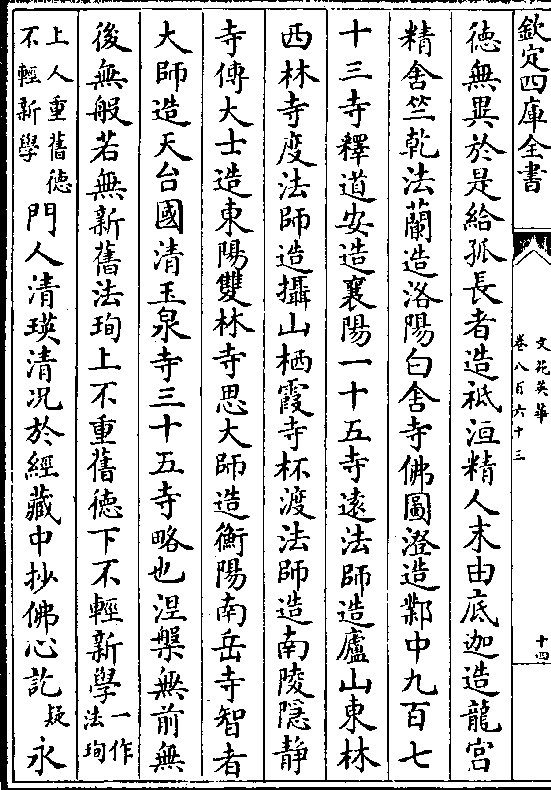 欽定四庫全書
文苑英華
卷八百六十三
十四
徳無異於是給孤長者造祇洹精人末由底迦造龍宫
精舍竺乾法蘭造洛陽白舍寺佛圖澄造鄴中九百七
十三寺釋道安造襄陽一十五寺遠法師造廬山東林
西林寺度法師造攝山栖霞寺杯渡法師造南陵隱静
寺傳大士造東陽雙林寺思大師造衡陽南岳寺智者
大師造天台國清玉泉寺三十五寺略也涅槃無前無
後無般若無新舊法珣上不重舊徳下不輕新學一作法珣
上人重舊徳不輕新學門人清瑛清況於經藏中抄佛心訖疑永